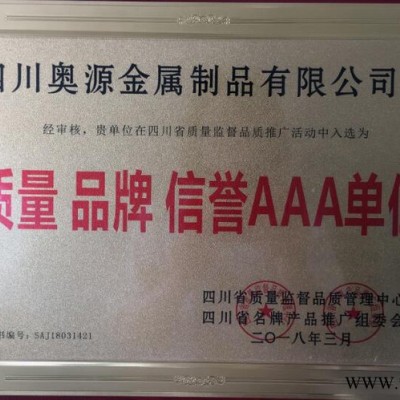 四川奥源金属制品有限公司
经审核，贵单位在四川省质量监督品质推广活动中入选为
质量 品牌 信誉AAA单位
四川省质量监督品质管理中心
四川省名牌产品推广组委会
二〇一八年三月
书编号：SAJ18031421
www.